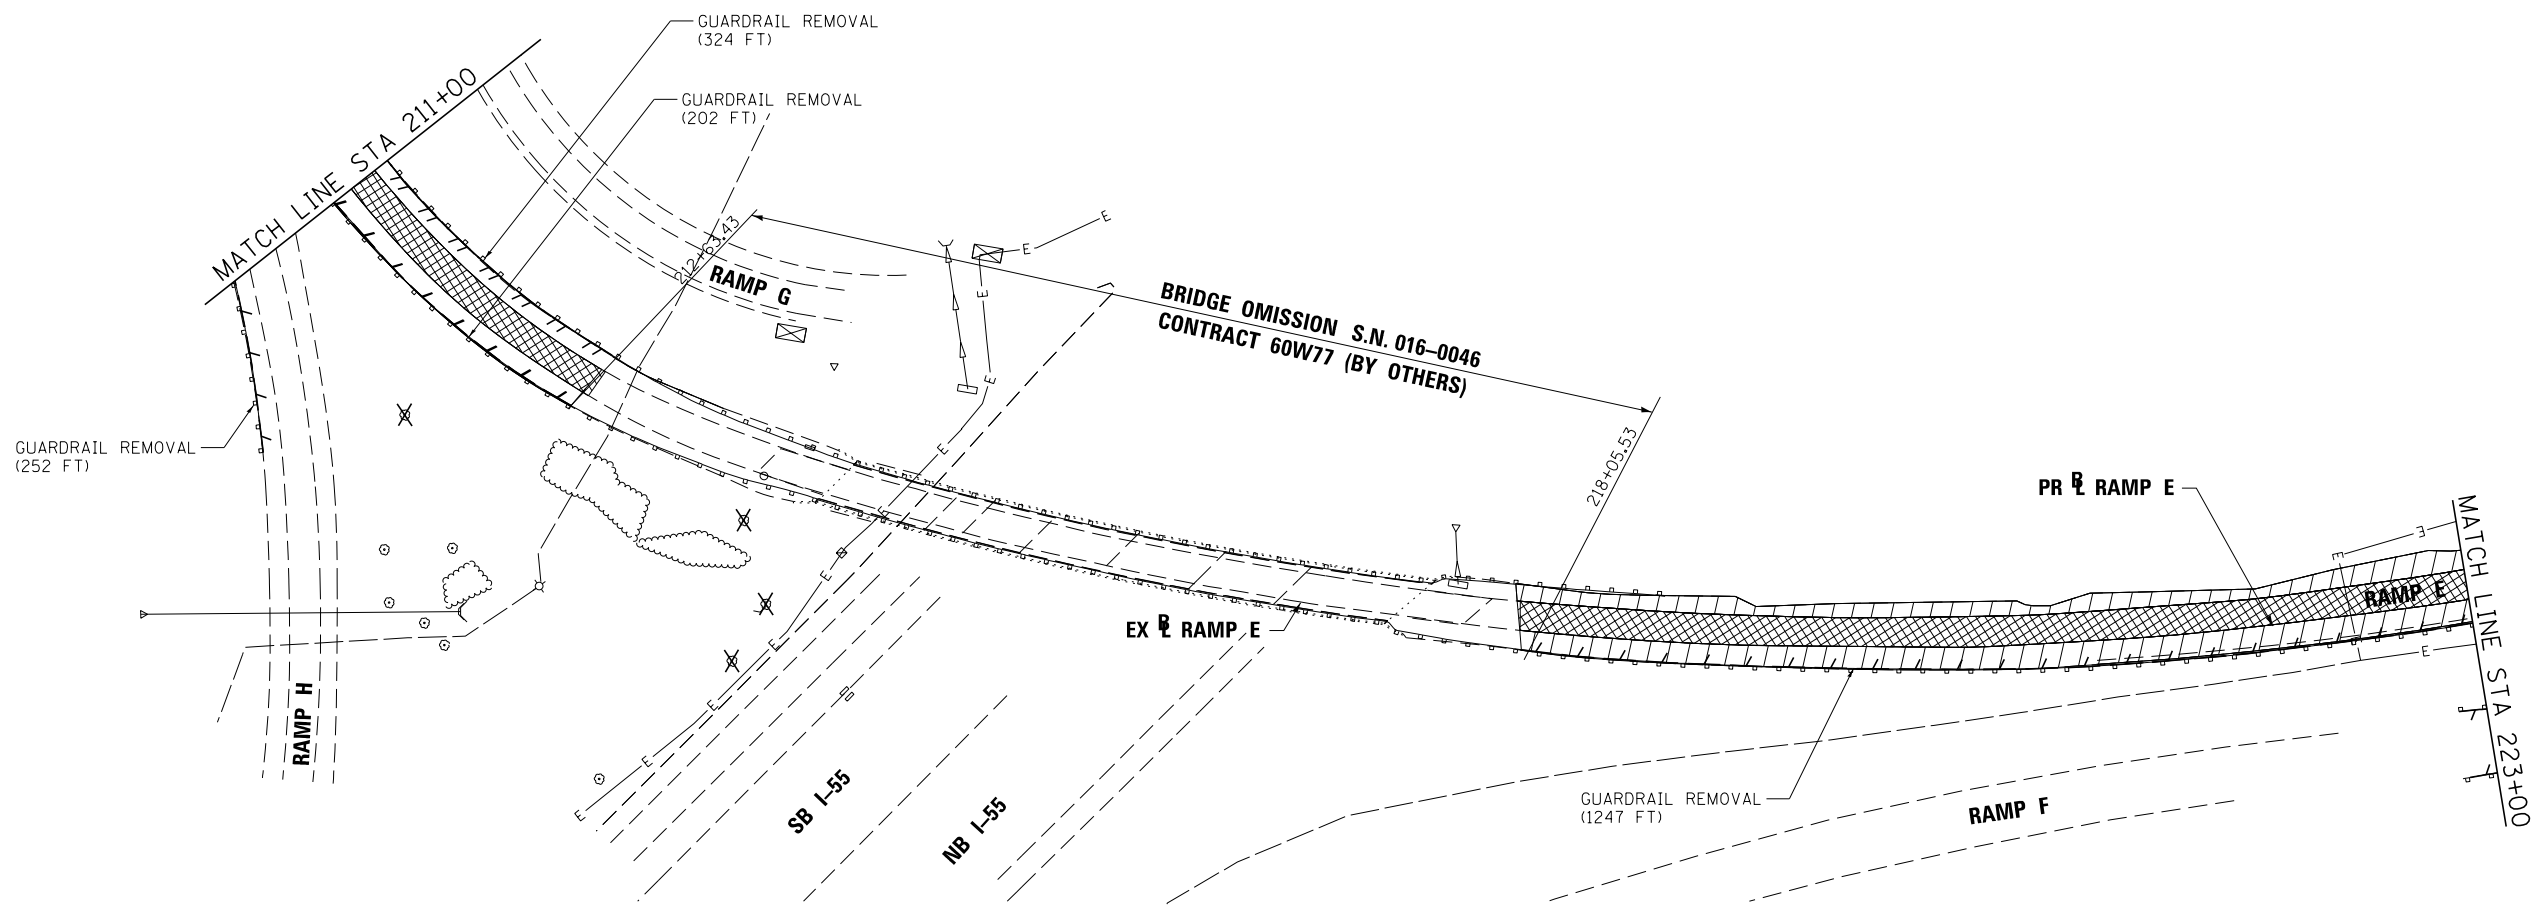 GUARDRAIL REMOVAL
(324 FT)
GUARDRAIL REMOVAL
(202 FT)
MATCH LINE STA 211+00
212+63.43
RAMP G
E
E
E
E
E
BRIDGE OMISSION S.N. 016–0046
CONTRACT 60W77 (BY OTHERS)
GUARDRAIL REMOVAL
(252 FT)
218+05.53
PR BL RAMP E
MATCH LINE STA 223+00
E
E
E
E
RAMP E
EX BL RAMP E
E
E
E
RAMP H
E
E
SB I–55
NB I–55
GUARDRAIL REMOVAL
(1247 FT)
RAMP F